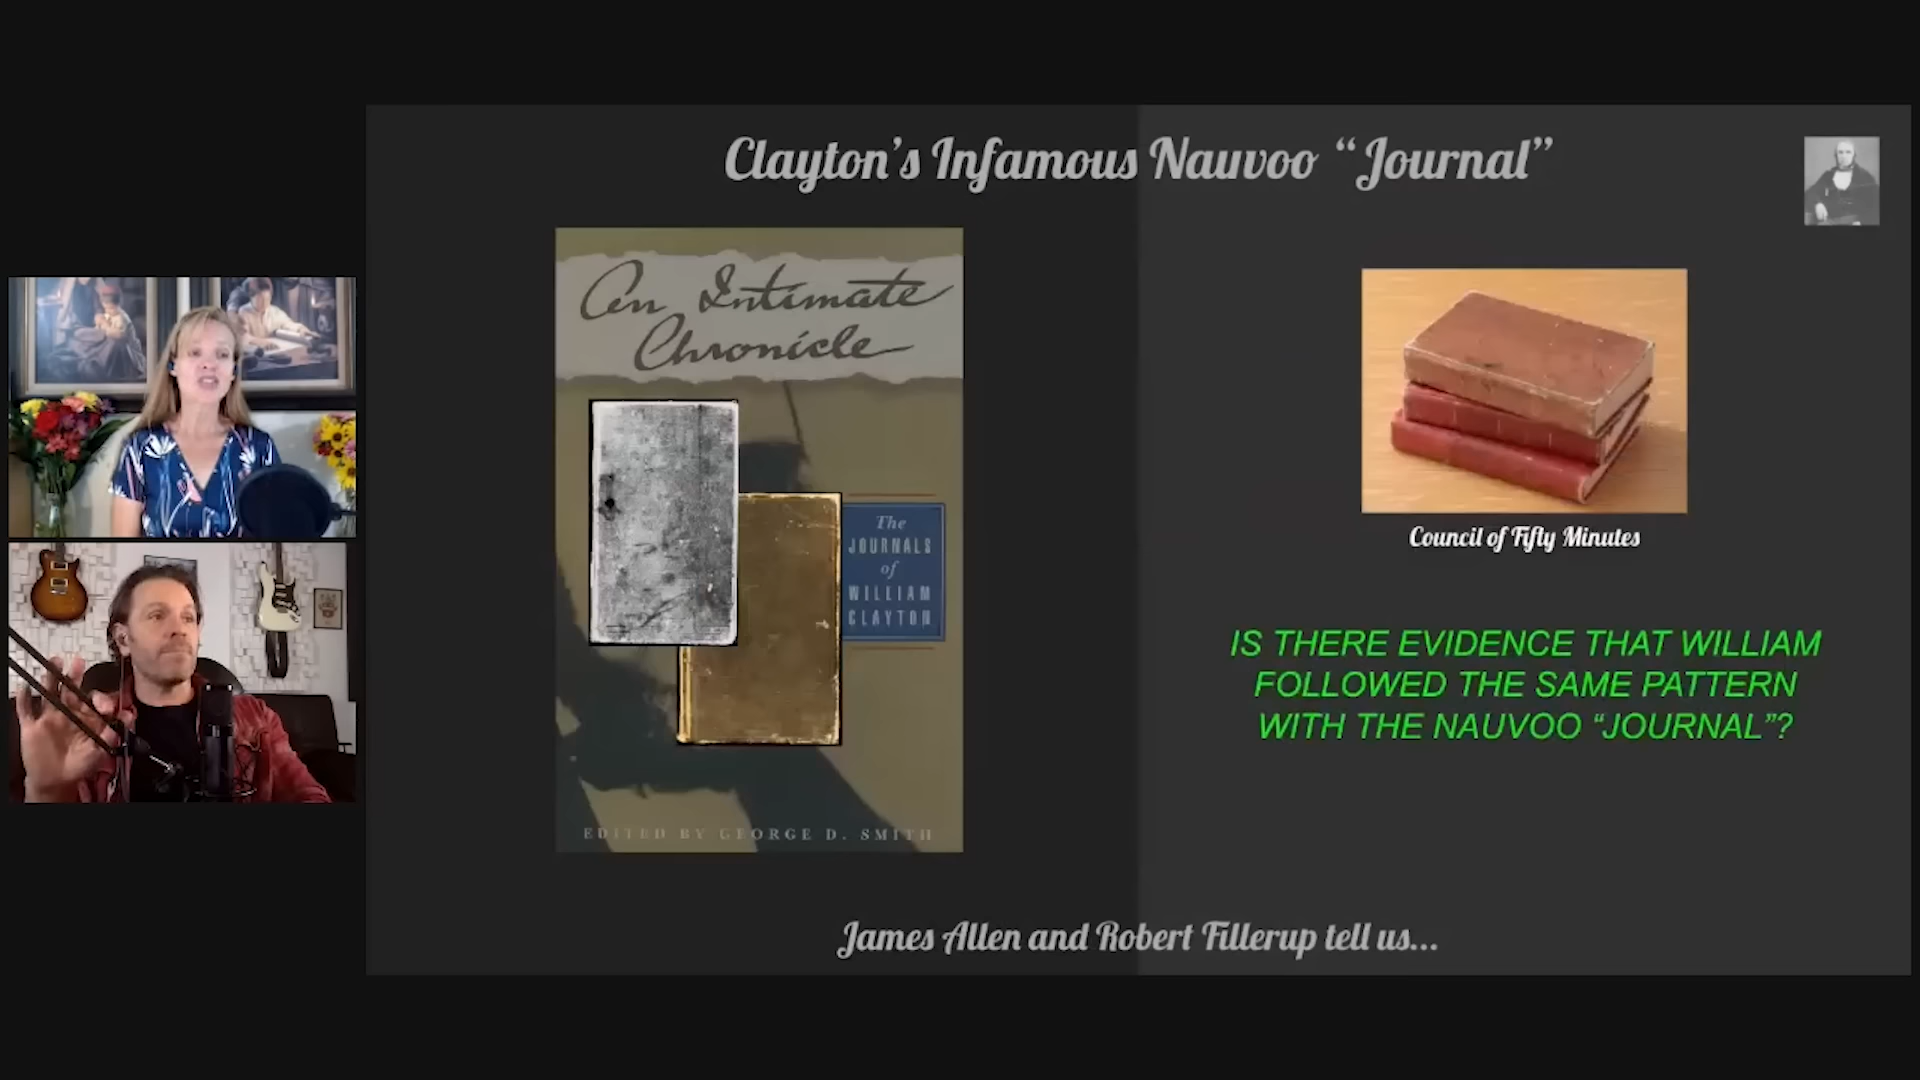 Clayton's Infamous Nauvoo “Journal”
An Intimate
Chronicle
The
JOURNALS
of
WILLIAM
CLAYTON
EDITED BY GEORGE D. SMITH
Council of Fifty Minutes
IS THERE EVIDENCE THAT WILLIAM
FOLLOWED THE SAME PATTERN
WITH THE NAUVOO “JOURNAL”?
James Allen and Robert Fillerup tell us...